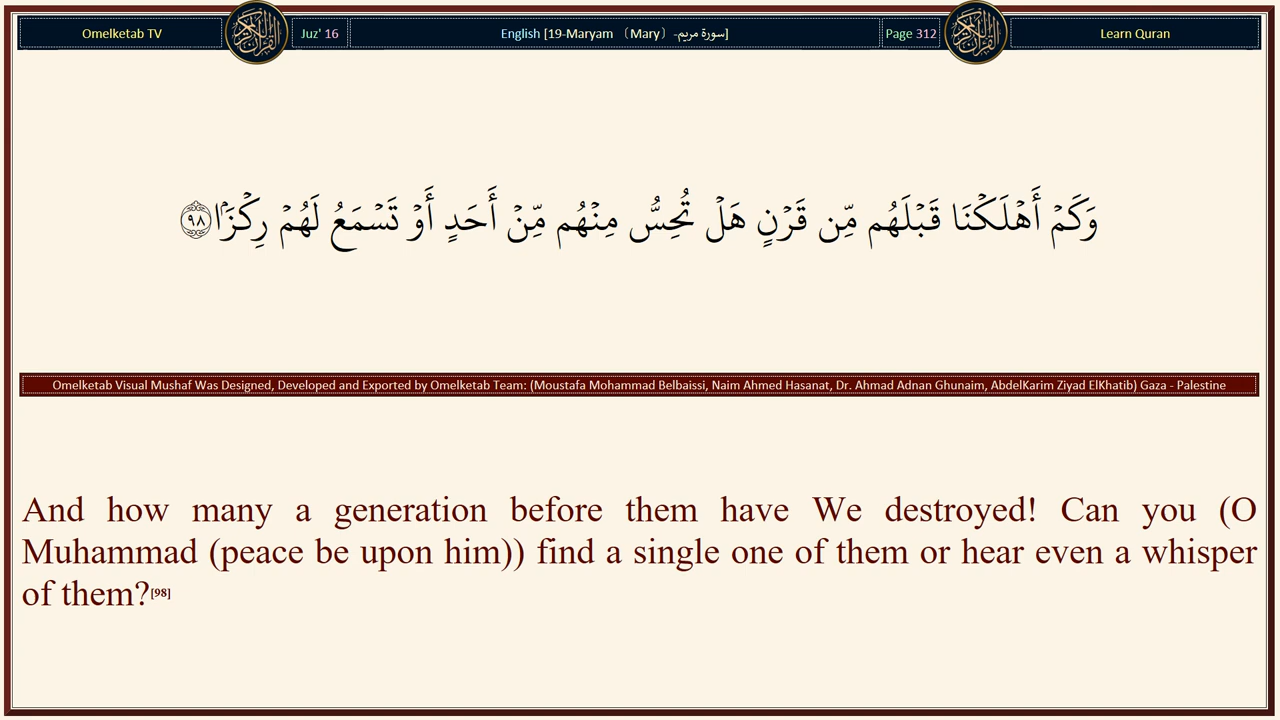 Omelketab TV
Juz' 16
English [19-Maryam (Mary) -سورة مريم]
Page 312
Learn Quran
وَكَمۡ أَهۡلَكۡنَا قَبۡلَهُم مِّن قَرۡنٍ هَلۡ تُحِسُّ مِنۡهُم مِّنۡ أَحَدٍ أَوۡ تَسۡمَعُ لَهُمۡ رِكۡزَۢا ٩٨
Omelketab Visual Mushaf Was Designed, Developed and Exported by Omelketab Team: (Moustafa Mohammad Belbaissi, Naim Ahmed Hasanat, Dr. Ahmad Adnan Ghunaim, AbdelKarim Ziyad ElKhatib) Gaza - Palestine
And how many a generation before them have We destroyed! Can you (O
Muhammad (peace be upon him)) find a single one of them or hear even a whisper
of them?[98]